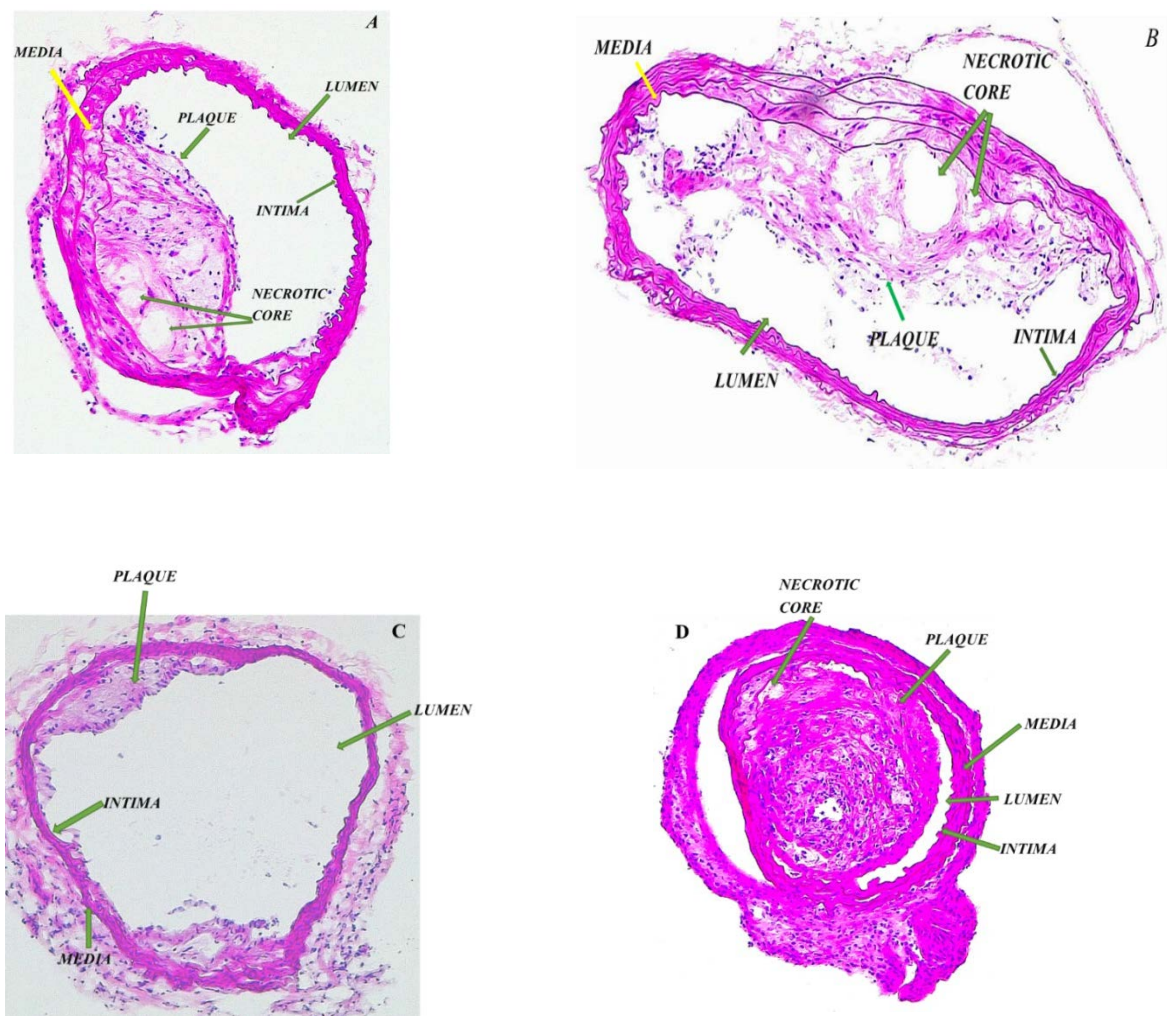 A
MEDIA
LUMEN
PLAQUE
INTIMA
NECROTIC
CORE
B
MEDIA
NECROTIC
CORE
PLAQUE
INTIMA
LUMEN
PLAQUE
C
LUMEN
INTIMA
MEDIA
NECROTIC
CORE
D
PLAQUE
MEDIA
LUMEN
INTIMA